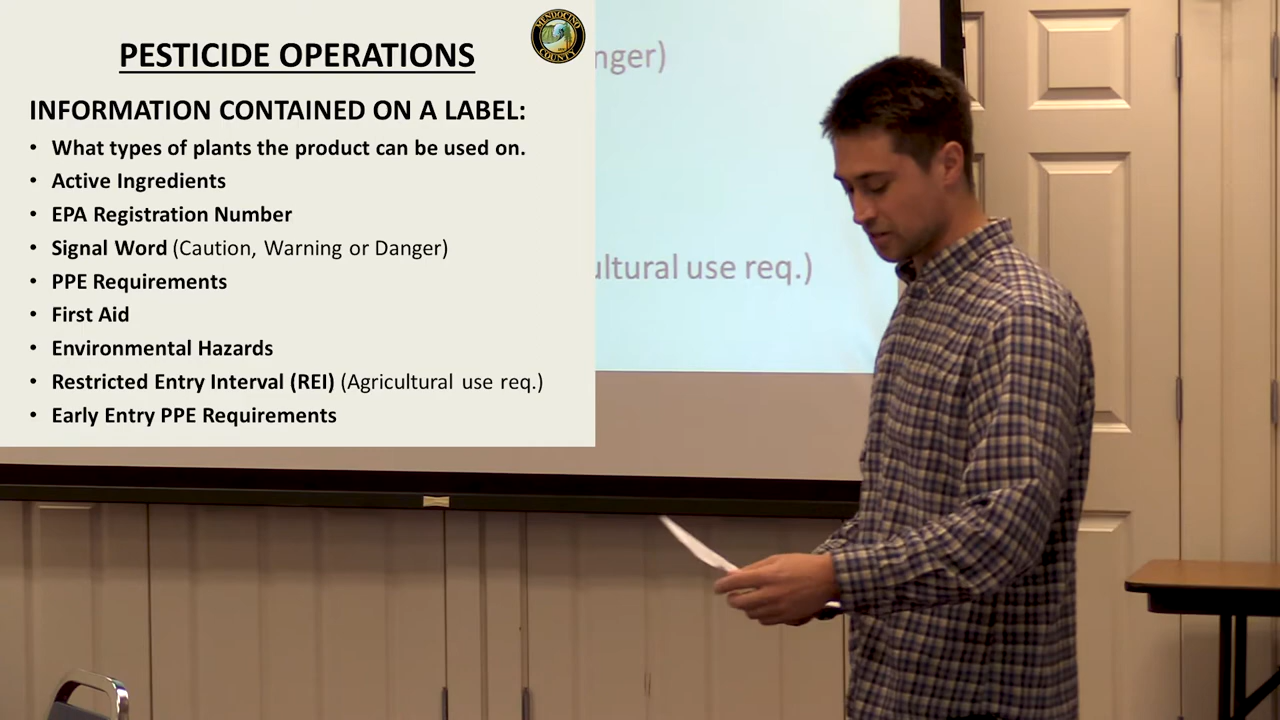 PESTICIDE OPERATIONS
MENDOCINO
COUNTY
INFORMATION CONTAINED ON A LABEL:
• What types of plants the product can be used on.
• Active Ingredients
• EPA Registration Number
• Signal Word (Caution, Warning or Danger)
• PPE Requirements
• First Aid
• Environmental Hazards
• Restricted Entry Interval (REI) (Agricultural use req.)
• Early Entry PPE Requirements
nger)
ultural use req.)